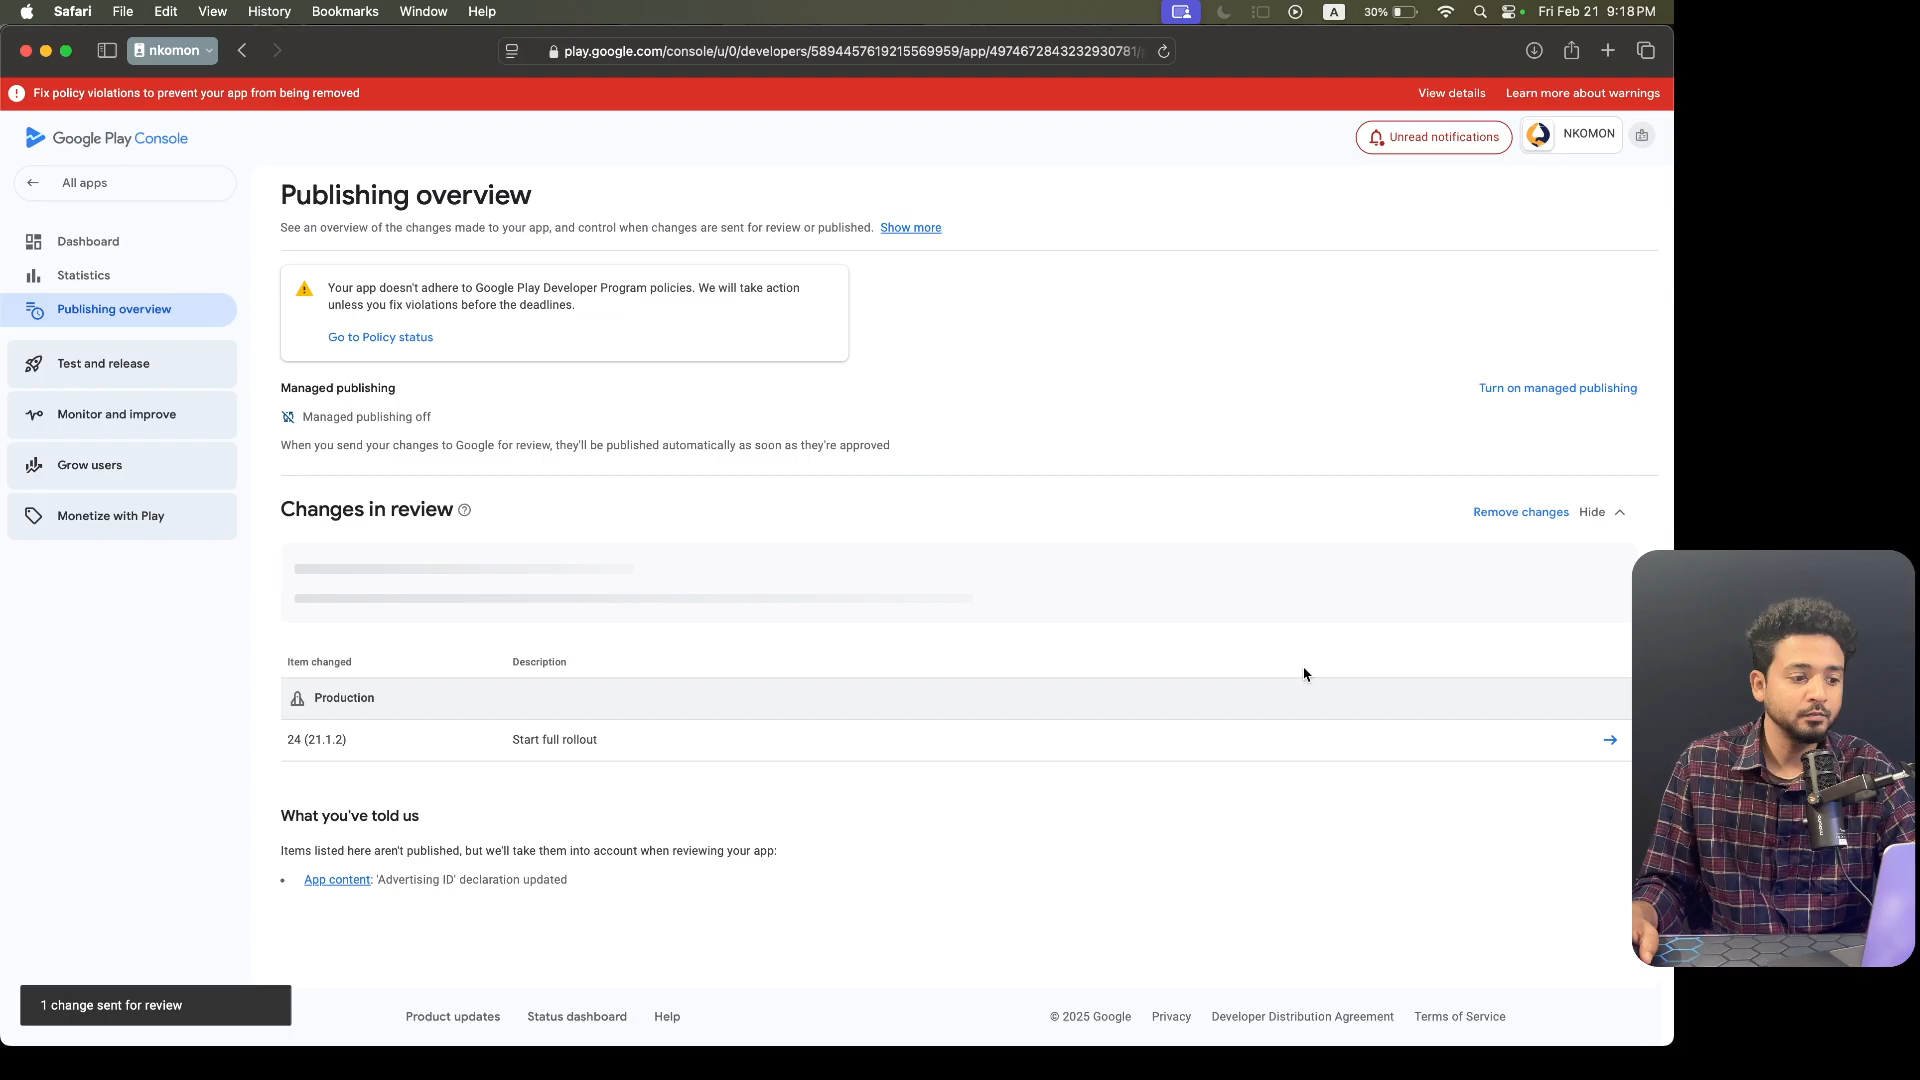 Safari File Edit View History Bookmarks Window Help A 30% Fri Feb 21 9:18PM
nkomon play.google.com/console/u/0/developers/5894457619215569959/app/4974672843232930781/
Fix policy violations to prevent your app from being removed View details Learn more about warnings
Google Play Console Unread notifications NKOMON
All apps
Dashboard
Statistics
Publishing overview
Test and release
Monitor and improve
Grow users
Monetize with Play
Publishing overview
See an overview of the changes made to your app, and control when changes are sent for review or published. Show more
Your app doesn't adhere to Google Play Developer Program policies. We will take action
unless you fix violations before the deadlines.
Go to Policy status
Managed publishing Turn on managed publishing
Managed publishing off
When you send your changes to Google for review, they'll be published automatically as soon as they're approved
Changes in review Remove changes Hide
Item changed Description
Production
24 (21.1.2) Start full rollout
What you've told us
Items listed here aren't published, but we'll take them into account when reviewing your app:
• App content: 'Advertising ID' declaration updated
1 change sent for review
Product updates Status dashboard Help © 2025 Google Privacy Developer Distribution Agreement Terms of Service